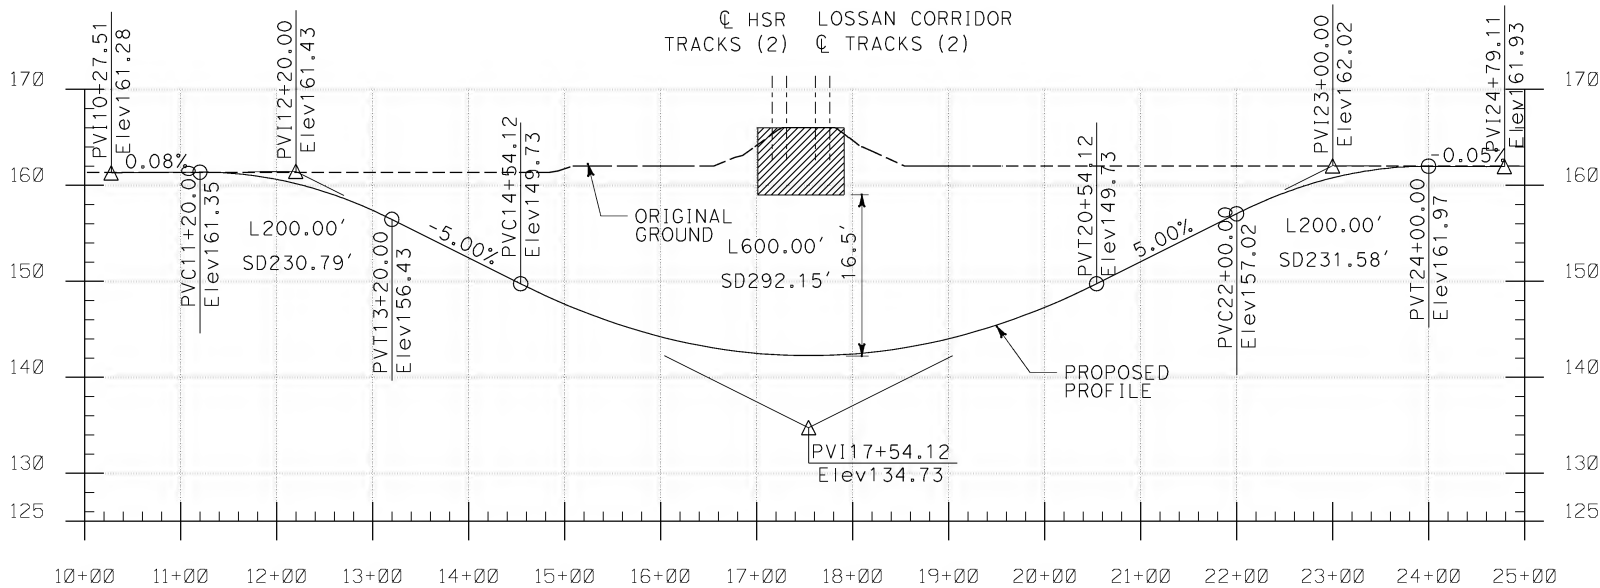 ℄ HSR LOSSAN CORRIDOR
TRACKS (2) ℄ TRACKS (2)
PVI10+27.51
Elev161.28
PVI12+20.00
Elev161.43
PVI23+00.00
Elev162.02
PVI24+79.11
Elev161.93
170
170
0.08%
-0.05%
PVC14+54.12
Elev149.73
PVT20+54.12
Elev149.73
160
160
PVC11+20.00
Elev161.35
L200.00'
SD230.79'
PVT13+20.00
Elev156.43
-5.00%
ORIGINAL
GROUND
L600.00'
SD292.15'
16.5'
5.00%
PVC22+00.00
Elev157.02
L200.00'
SD231.58'
PVT24+00.00
Elev161.97
150
150
140
140
PROPOSED
PROFILE
PVI17+54.12
Elev134.73
130
130
125
125
10+00 11+00 12+00 13+00 14+00 15+00 16+00 17+00 18+00 19+00 20+00 21+00 22+00 23+00 24+00 25+00